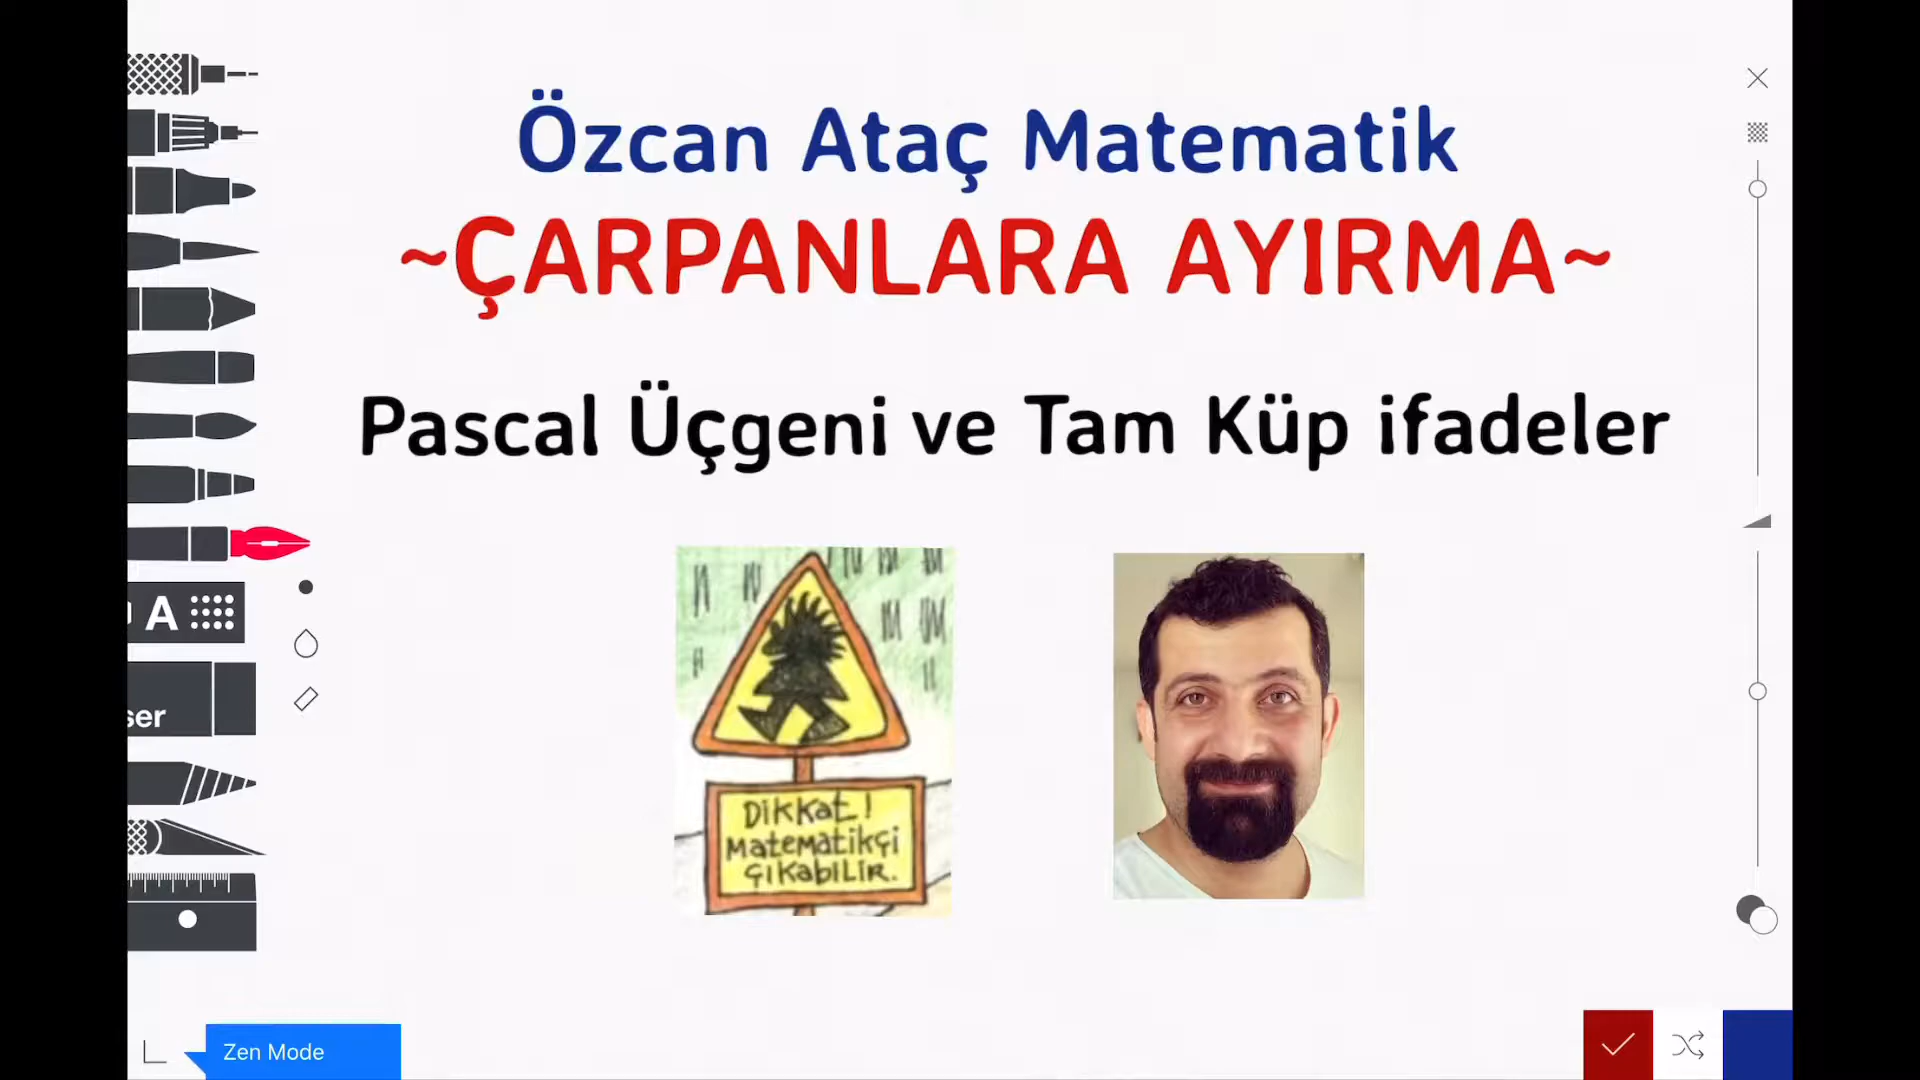 Özcan Ataç Matematik
~ÇARPANLARA AYIRMA~
Pascal Üçgeni ve Tam Küp ifadeler
A
ser
Dikkat!
Matematikçi
çıkabilir.
Zen Mode